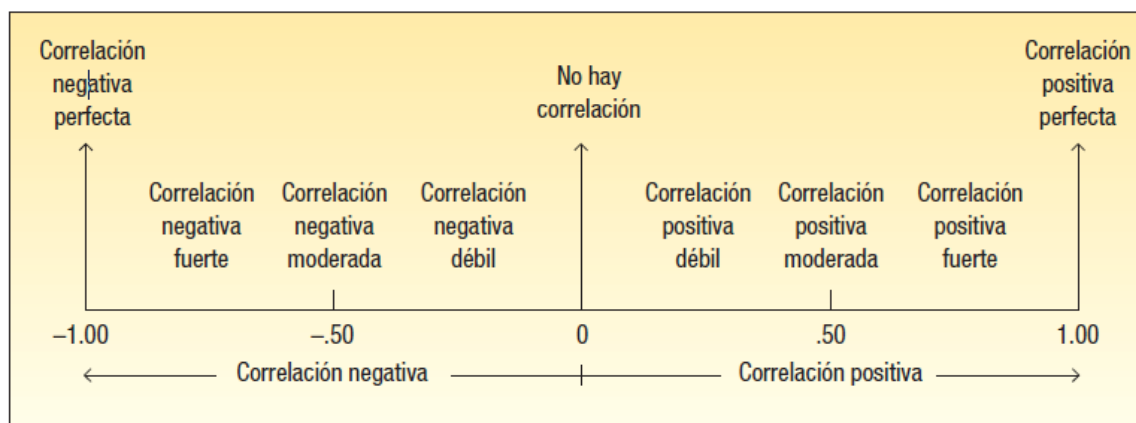 Correlación
negativa
perfecta
No hay
correlación
Correlación
positiva
perfecta
Correlación
negativa
fuerte
Correlación
negativa
moderada
Correlación
negativa
débil
Correlación
positiva
débil
Correlación
positiva
moderada
Correlación
positiva
fuerte
–1.00 –.50 0 .50 1.00
Correlación negativa Correlación positiva